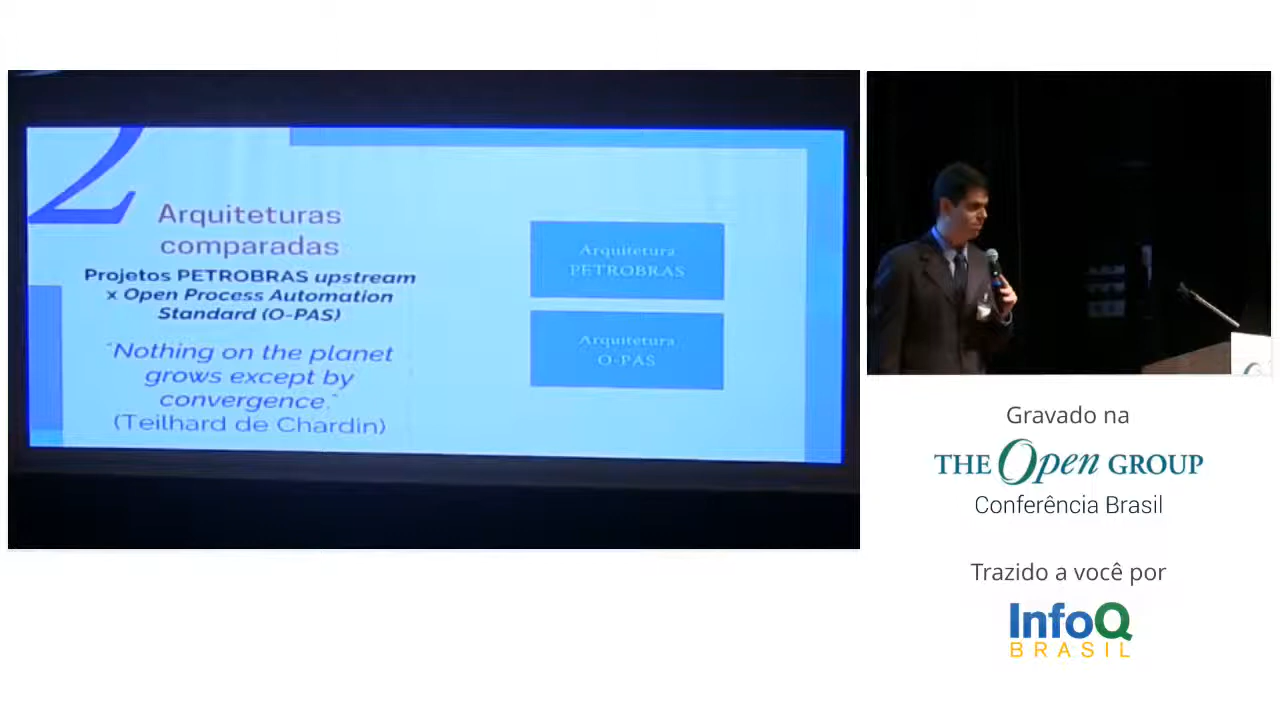 2
Arquiteturas
comparadas
Projetos PETROBRAS upstream
x Open Process Automation
Standard (O-PAS)
"Nothing on the planet
grows except by
convergence."
(Teilhard de Chardin)
Arquitetura
PETROBRAS
Arquitetura
O-PAS
Gravado na
THE Open GROUP
Conferência Brasil
Trazido a você por
InfoQ
BRASIL